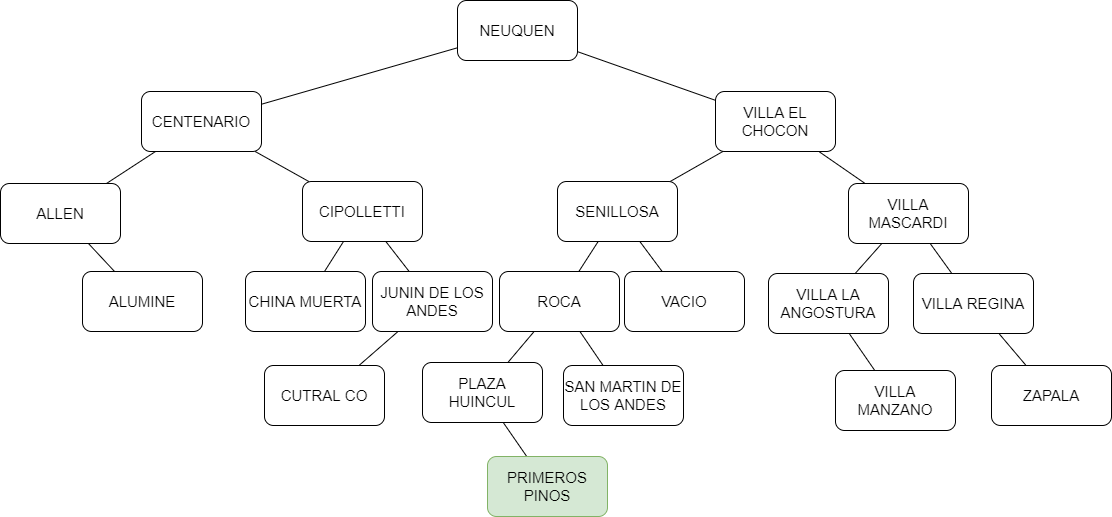 NEUQUEN
CENTENARIO
VILLA EL
CHOCON
ALLEN
CIPOLLETTI
SENILLOSA
VILLA
MASCARDI
ALUMINE
CHINA MUERTA
JUNIN DE LOS
ANDES
ROCA
VACIO
VILLA LA
ANGOSTURA
VILLA REGINA
CUTRAL CO
PLAZA
HUINCUL
SAN MARTIN DE
LOS ANDES
VILLA
MANZANO
ZAPALA
PRIMEROS
PINOS